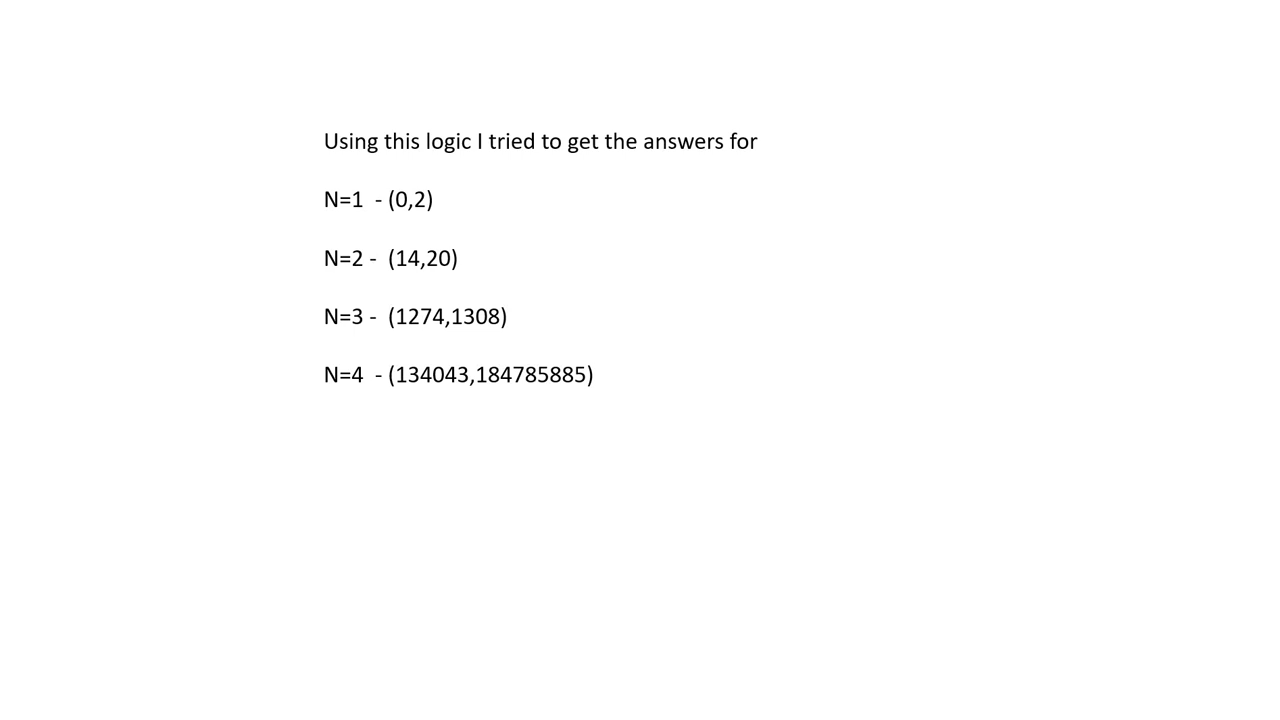 Using this logic I tried to get the answers for
N=1  - (0,2)
N=2 -  (14,20)
N=3 -  (1274,1308)
N=4  - (134043,184785885)